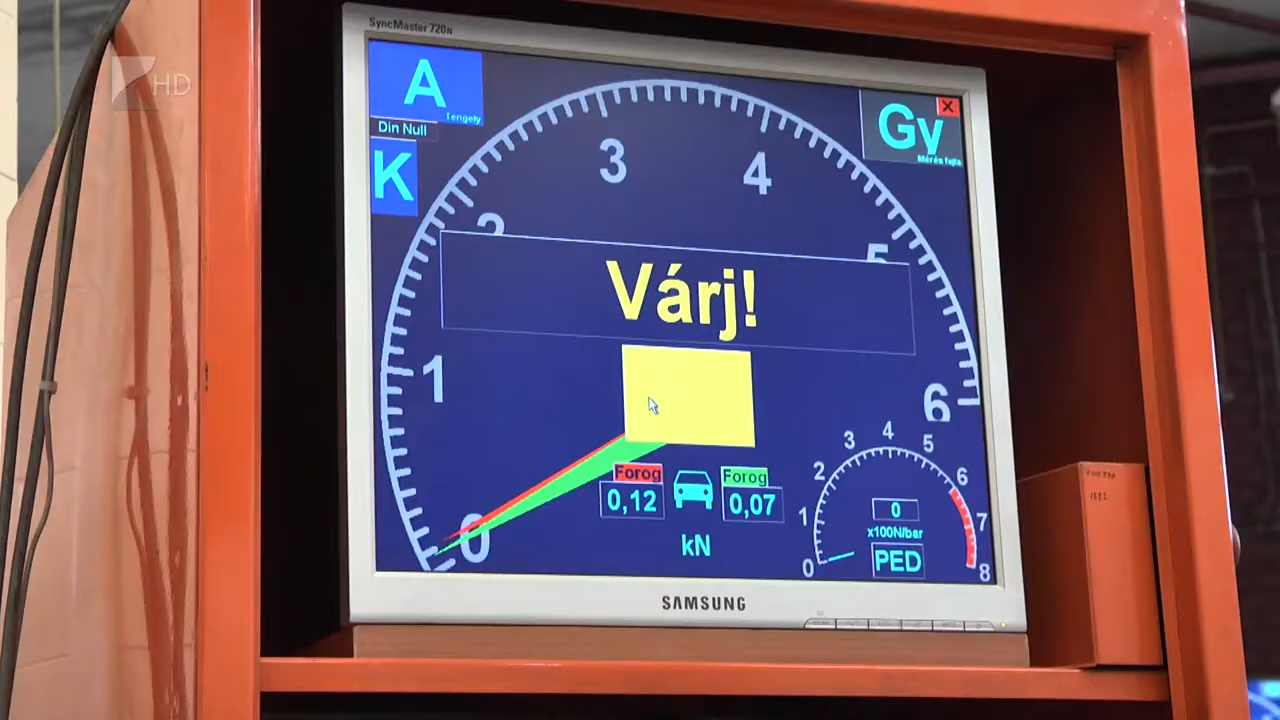 SyncMaster 720n
HD
A
Tengely
Din Null
K
Gy
Mérés fajta
3
4
2
5
Várj!
1
6
0
Forog
Forog
0,12
0,07
kN
0
1
2
3
4
5
6
7
8
0
x100N/bar
PED
SAMSUNG